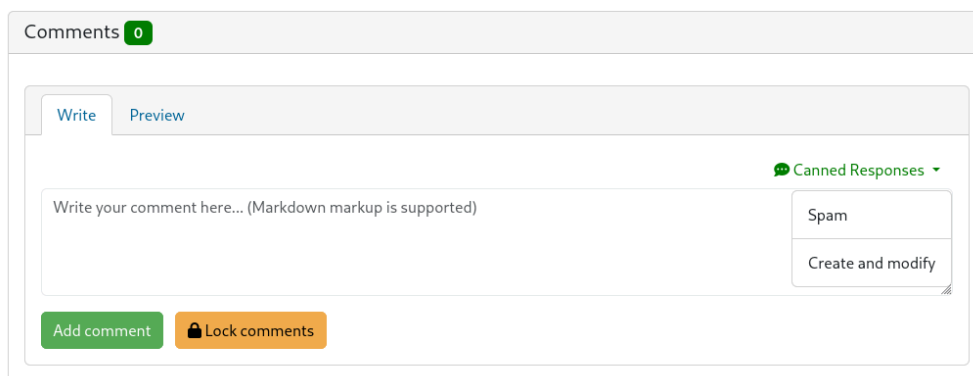 Comments 0
Write Preview
Canned Responses
Write your comment here... (Markdown markup is supported)
Spam
Create and modify
Add comment Lock comments